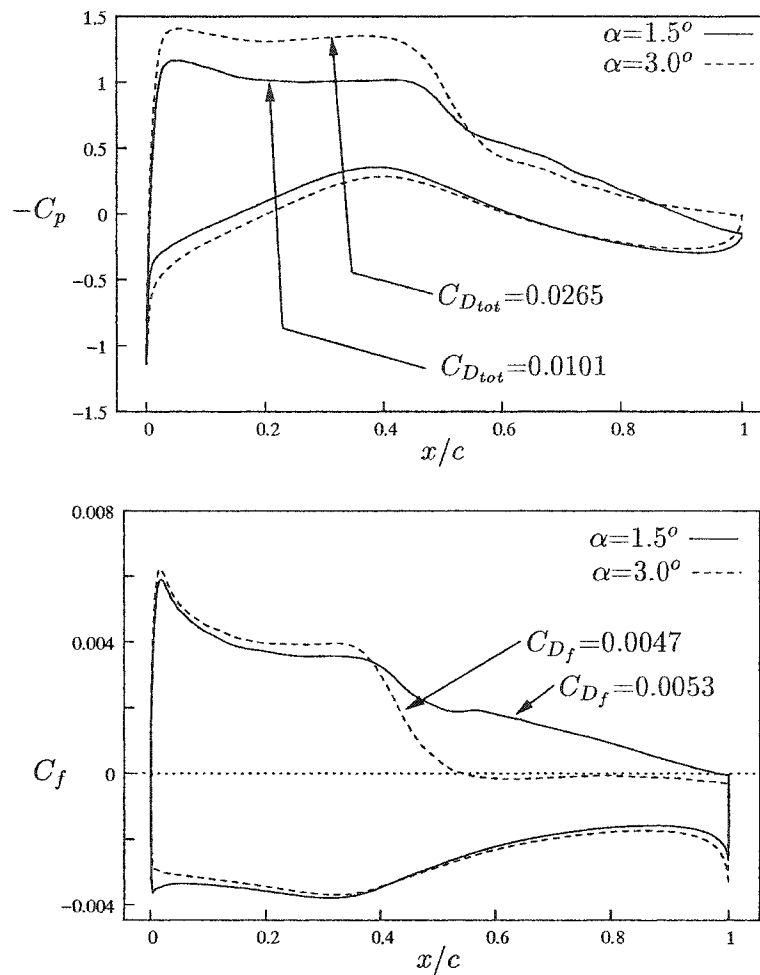 1.5
α=1.5°
α=3.0°
1
0.5
−C_p
0
−0.5
C_{D_{tot}}=0.0265
−1
C_{D_{tot}}=0.0101
−1.5
0 0.2 0.4 0.6 0.8 1
x/c
0.008
α=1.5°
α=3.0°
0.004
C_{D_f}=0.0047
C_{D_f}=0.0053
C_f
0
−0.004
0 0.2 0.4 0.6 0.8 1
x/c